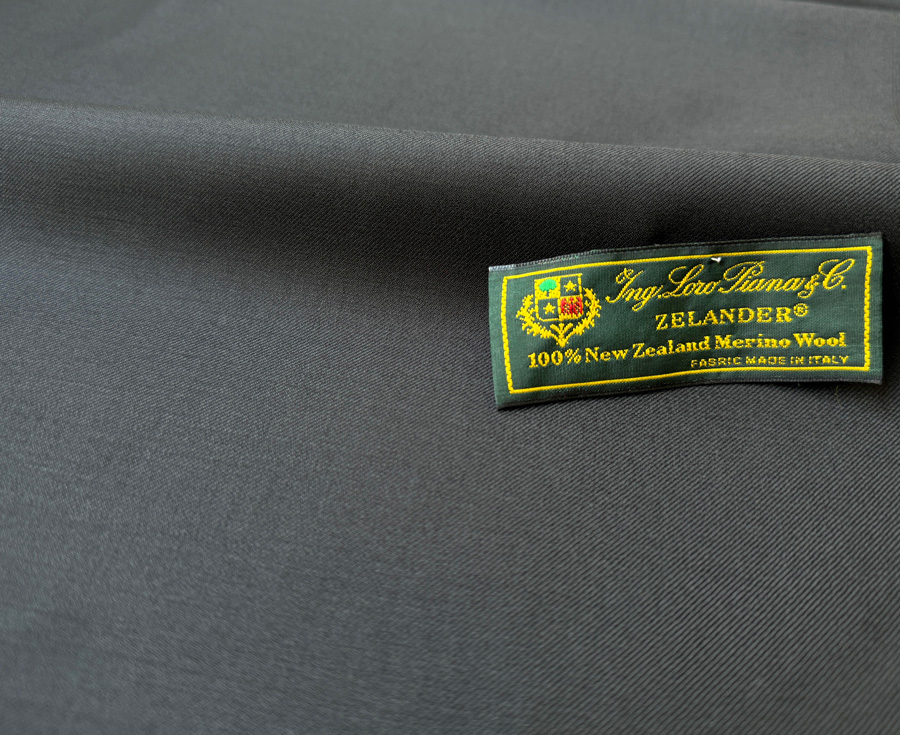 Ing. Loro Piana & C.
ZELANDER®
100% New Zealand Merino Wool
FABRIC MADE IN ITALY